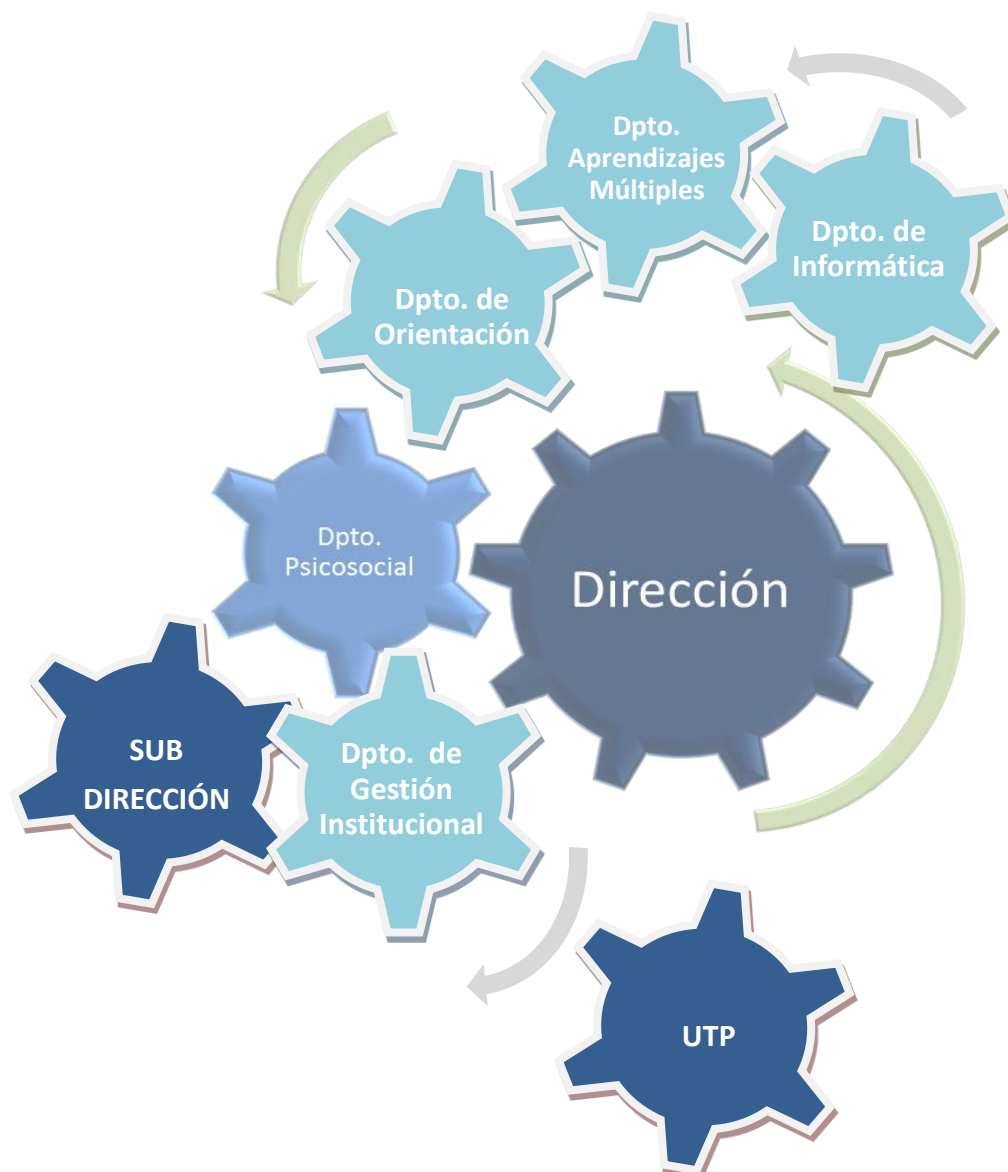 Dpto.
Aprendizajes
Múltiples
Dpto. de
Informática
Dpto. de
Orientación
Dpto.
Psicosocial
Dirección
SUB
DIRECCIÓN
Dpto. de
Gestión
Institucional
UTP